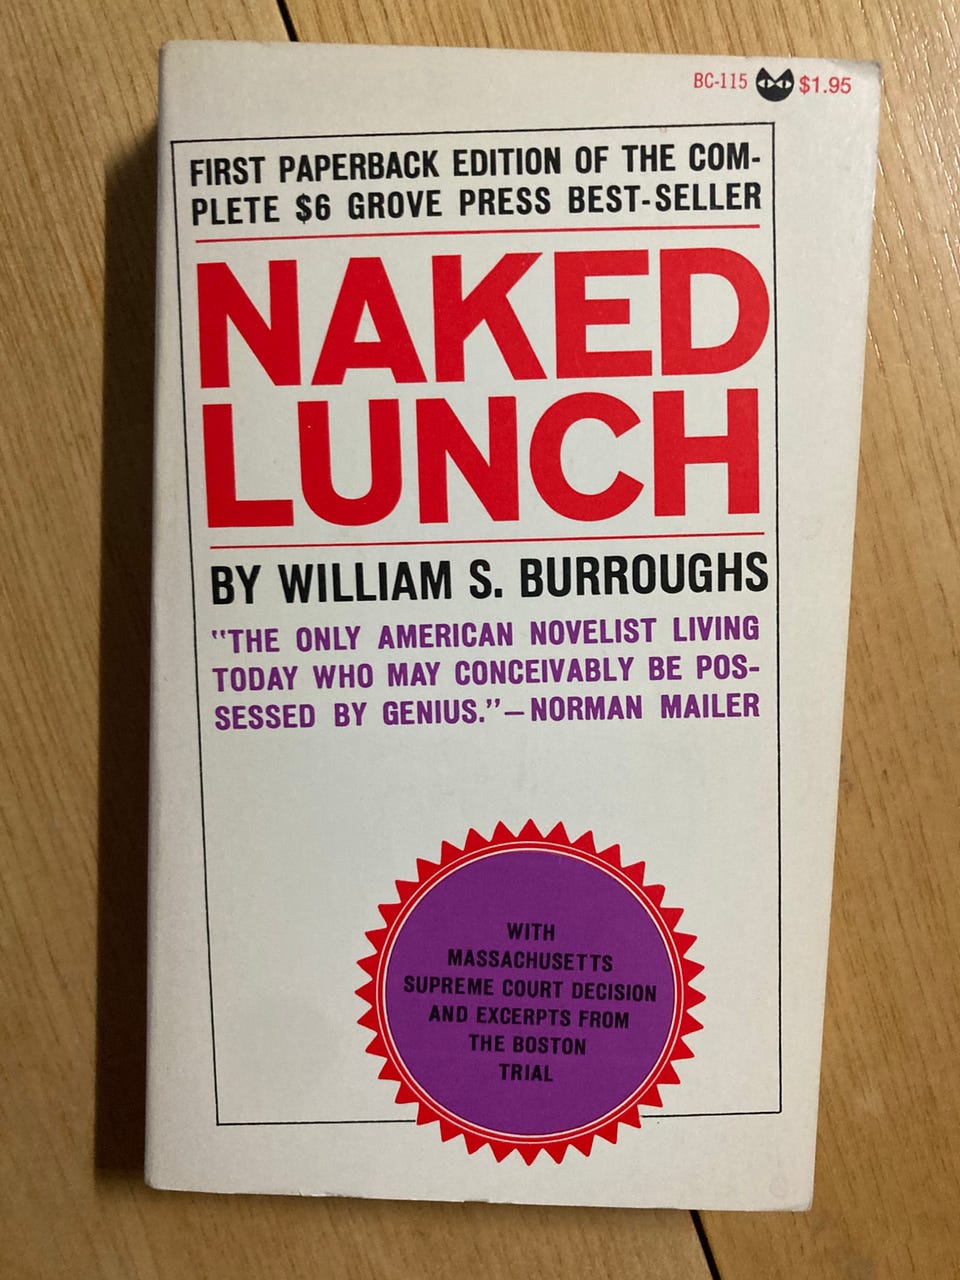 BC-115 $1.95
FIRST PAPERBACK EDITION OF THE COM-
PLETE $6 GROVE PRESS BEST-SELLER
NAKED
LUNCH
BY WILLIAM S. BURROUGHS
"THE ONLY AMERICAN NOVELIST LIVING
TODAY WHO MAY CONCEIVABLY BE POS-
SESSED BY GENIUS."—NORMAN MAILER
WITH
MASSACHUSETTS
SUPREME COURT DECISION
AND EXCERPTS FROM
THE BOSTON
TRIAL